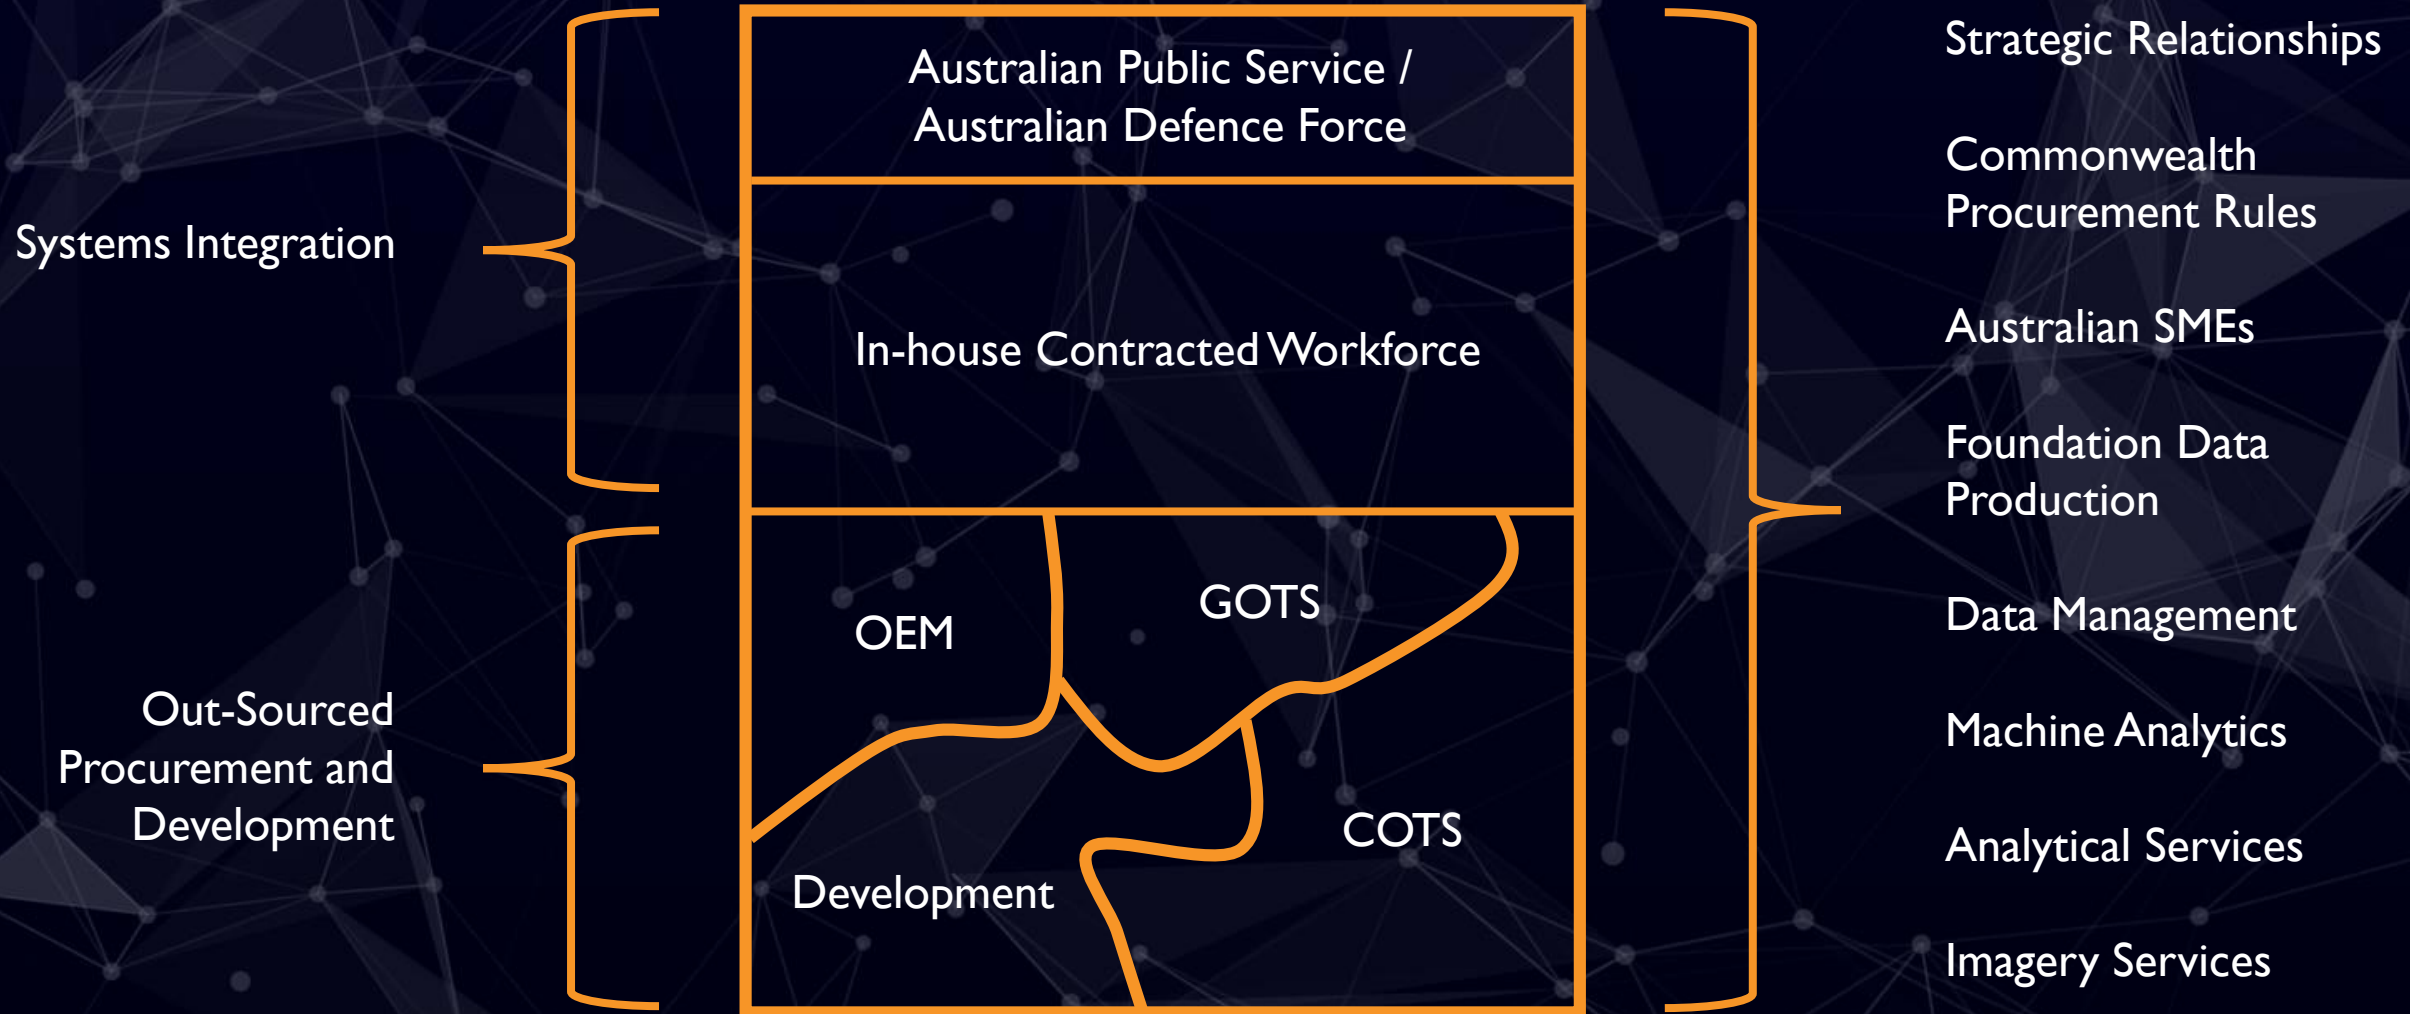 Systems Integration
Out-Sourced
Procurement and
Development
Australian Public Service /
Australian Defence Force
In-house Contracted Workforce
OEM
GOTS
COTS
Development
Strategic Relationships
Commonwealth
Procurement Rules
Australian SMEs
Foundation Data
Production
Data Management
Machine Analytics
Analytical Services
Imagery Services